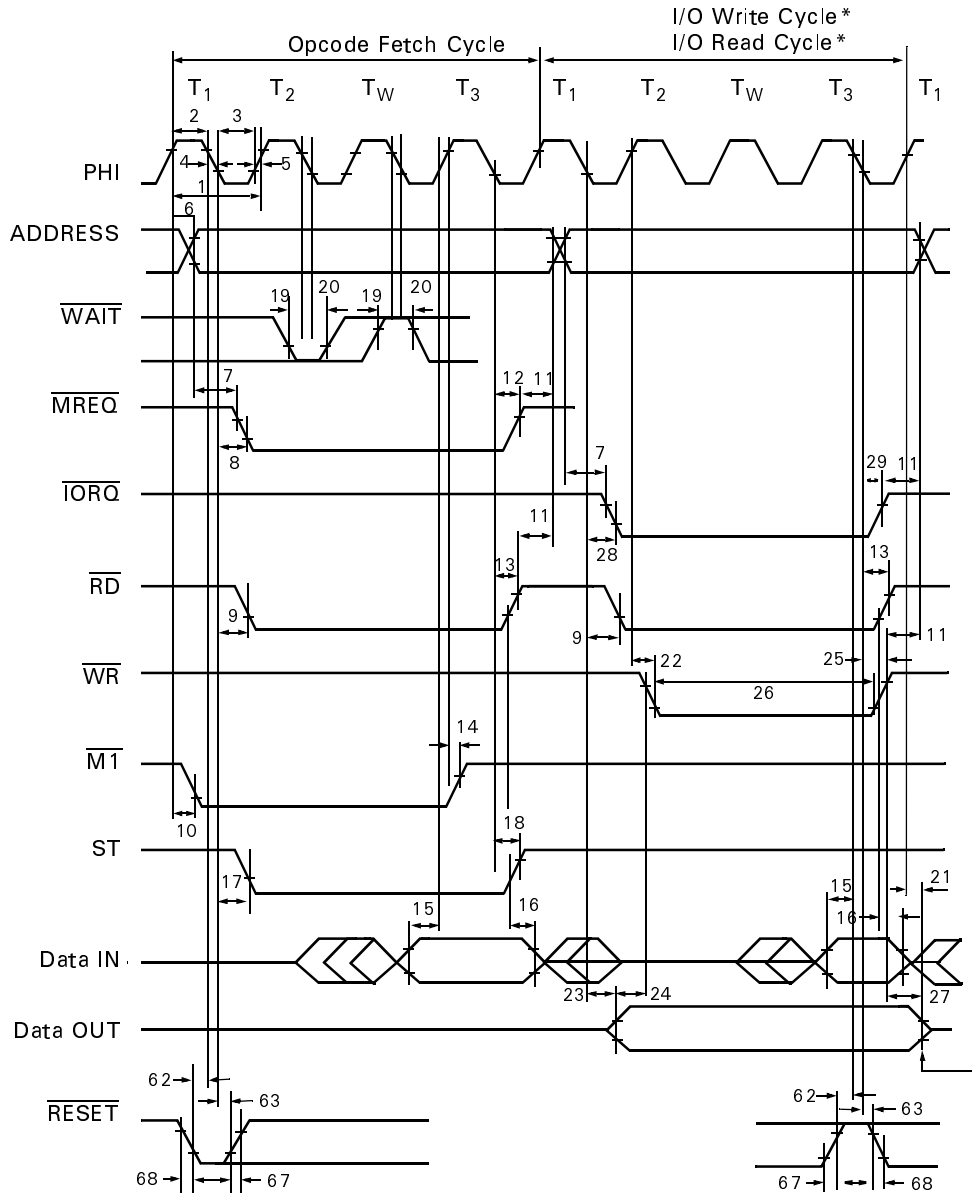 I/O Write Cycle*
Opcode Fetch Cycle I/O Read Cycle*
T1 T2 TW T3 T1 T2 TW T3 T1
2 3
PHI 4 5
1
6
ADDRESS
19 20 19 20
WAIT
7 12 11
MREQ
8 7 29 11
IORQ
11 28
13 13
RD
9 9 11
22 25
WR
26
14
M1
10 18
ST
17 15 21
15 16 16
Data IN
23 24 27
Data OUT
62 62
63 63
RESET
68 67 67 68